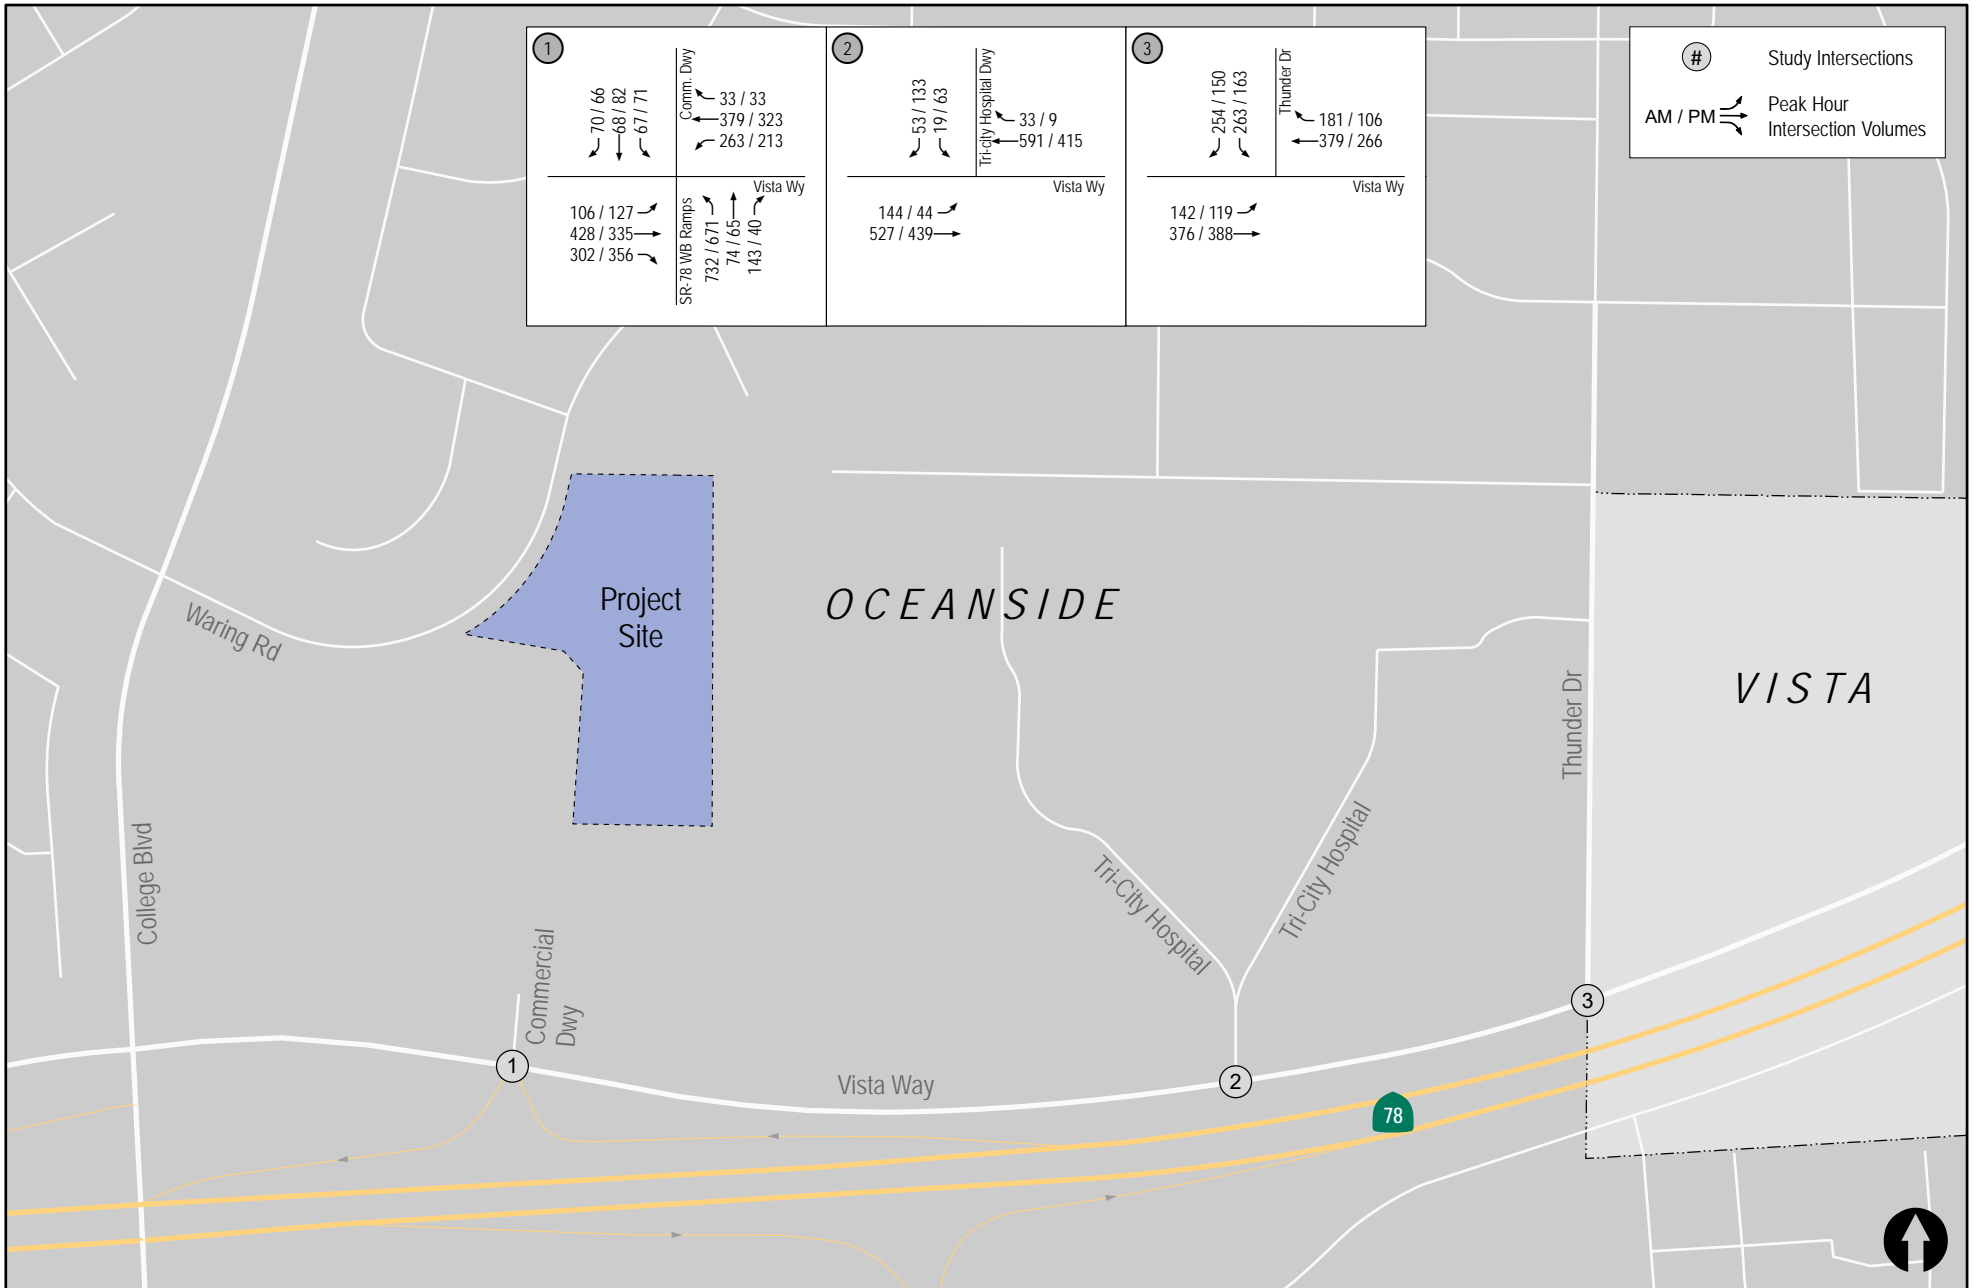 1
70 / 66
68 / 82
67 / 71
Comm. Dwy
33 / 33
379 / 323
263 / 213
Vista Wy
106 / 127
428 / 335
302 / 356
SR-78 WB Ramps
732 / 671
74 / 65
143 / 40
2
53 / 133
19 / 63
Tri-city Hospital Dwy
33 / 9
591 / 415
Vista Wy
144 / 44
527 / 439
3
254 / 150
263 / 163
Thunder Dr
181 / 106
379 / 266
Vista Wy
142 / 119
376 / 388
# Study Intersections
AM / PM Peak Hour
Intersection Volumes
Project
Site
OCEANSIDE
VISTA
Waring Rd
College Blvd
Thunder Dr
Tri-City Hospital
Tri-City Hospital
Commercial
Dwy
Vista Way
1
2
3
78